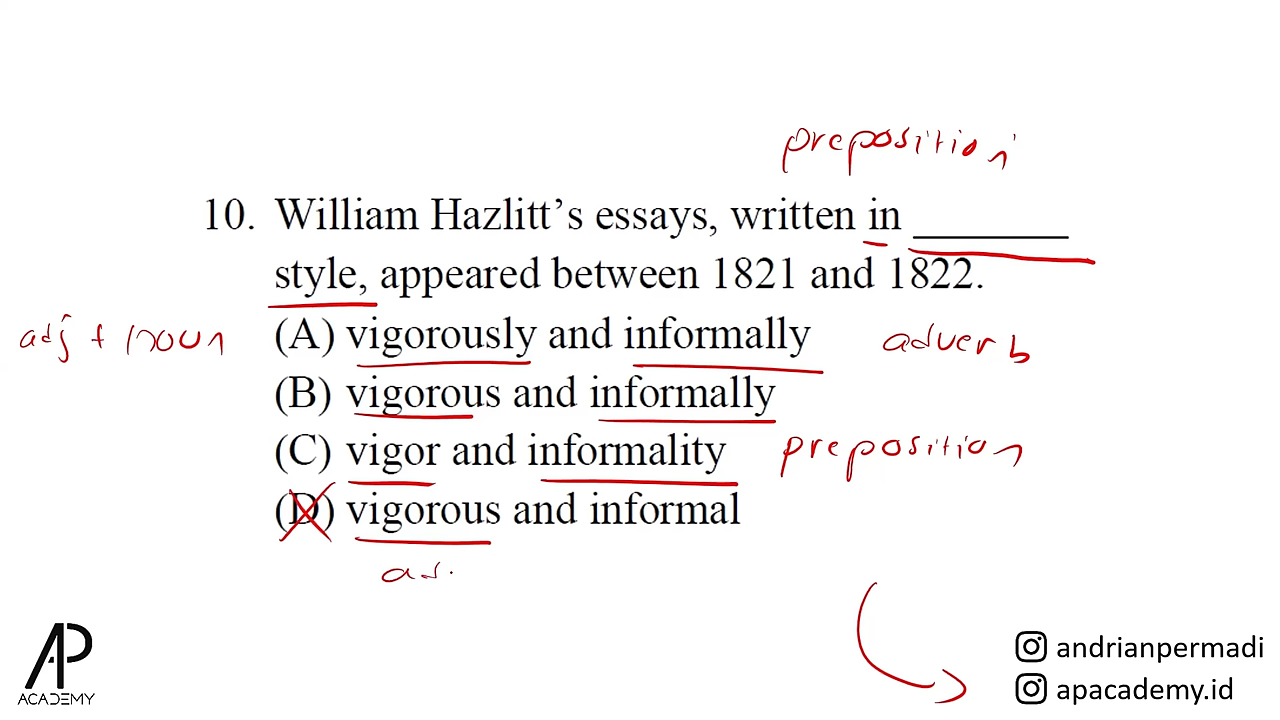 preposition
10. William Hazlitt’s essays, written in ________
style, appeared between 1821 and 1822.
adj + noun (A) vigorously and informally adverb
(B) vigorous and informally
(C) vigor and informality preposition
(D) vigorous and informal
ad.
AP
ACADEMY
andrianpermadi
apacademy.id